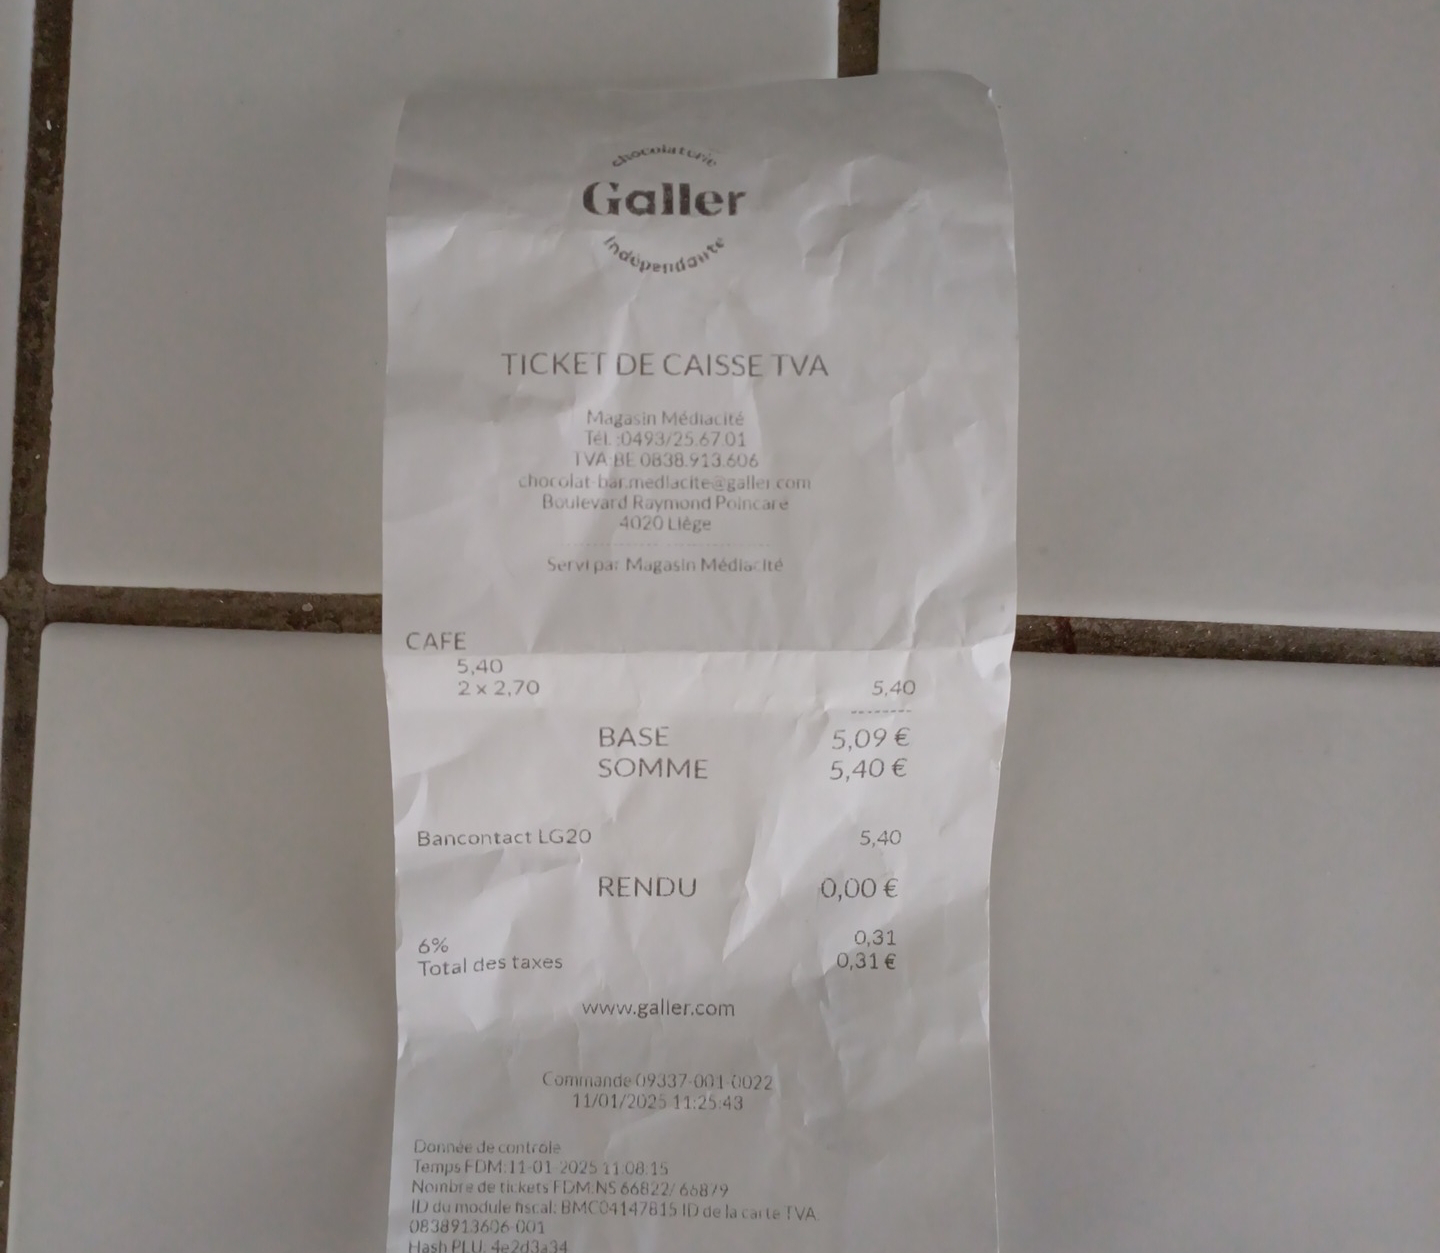 chocolaterie
Galler
indépendante
TICKET DE CAISSE TVA
Magasin Médiacité
Tél. :0493/25.67.01
TVA BE 0838.913.606
chocolat-bar.mediacite@galler.com
Boulevard Raymond Poincaré
4020 Liège
Servi par Magasin Médiacité
CAFE
5,40
2 x 2,70 5,40
BASE 5,09 €
SOMME 5,40 €
Bancontact LG20 5,40
RENDU 0,00 €
6% 0,31
Total des taxes 0,31 €
www.galler.com
Commande 09337-001-0022
11/01/2025 11:25:43
Donnée de contrôle
Temps FDM:11-01-2025 11:08:15
Nombre de tickets FDM:NS 66822/ 66879
ID du module fiscal: BMC04147815 ID de la carte TVA
0838913606-001
Hash PLU: 4e2d3a34